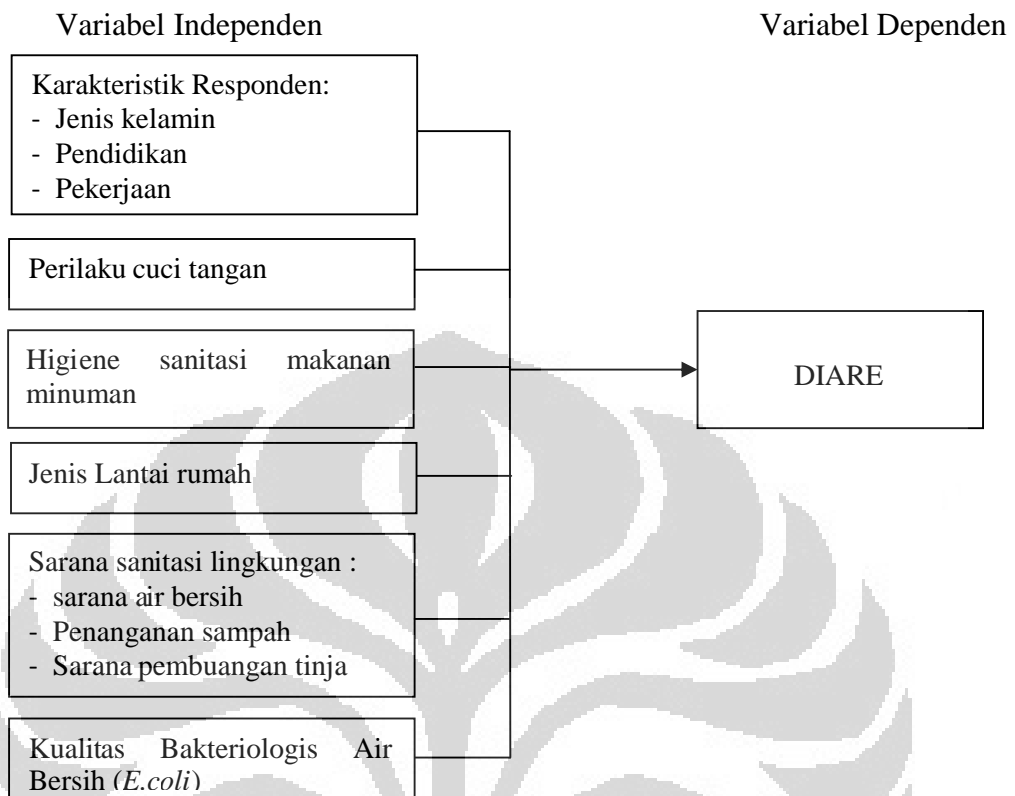 Variabel Independen
Variabel Dependen
Karakteristik Responden:
- Jenis kelamin
- Pendidikan
- Pekerjaan
Perilaku cuci tangan
Higiene sanitasi makanan
minuman
DIARE
Jenis Lantai rumah
Sarana sanitasi lingkungan :
- sarana air bersih
- Penanganan sampah
- Sarana pembuangan tinja
Kualitas Bakteriologis Air
Bersih (E.coli)